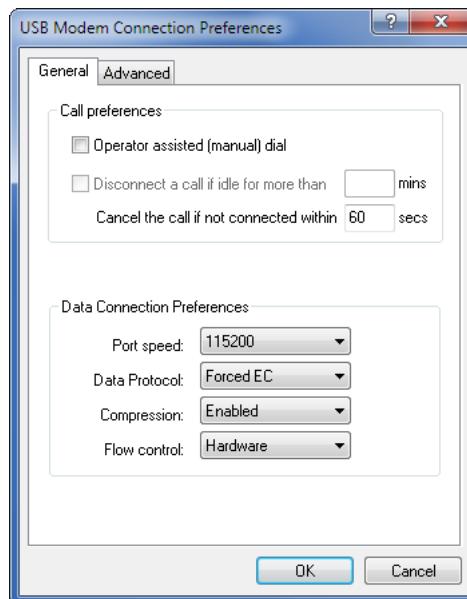 USB Modem Connection Preferences
General
Advanced
Call preferences
Operator assisted (manual) dial
Disconnect a call if idle for more than mins
Cancel the call if not connected within 60 secs
Data Connection Preferences
Port speed: 115200
Data Protocol: Forced EC
Compression: Enabled
Flow control: Hardware
OK
Cancel